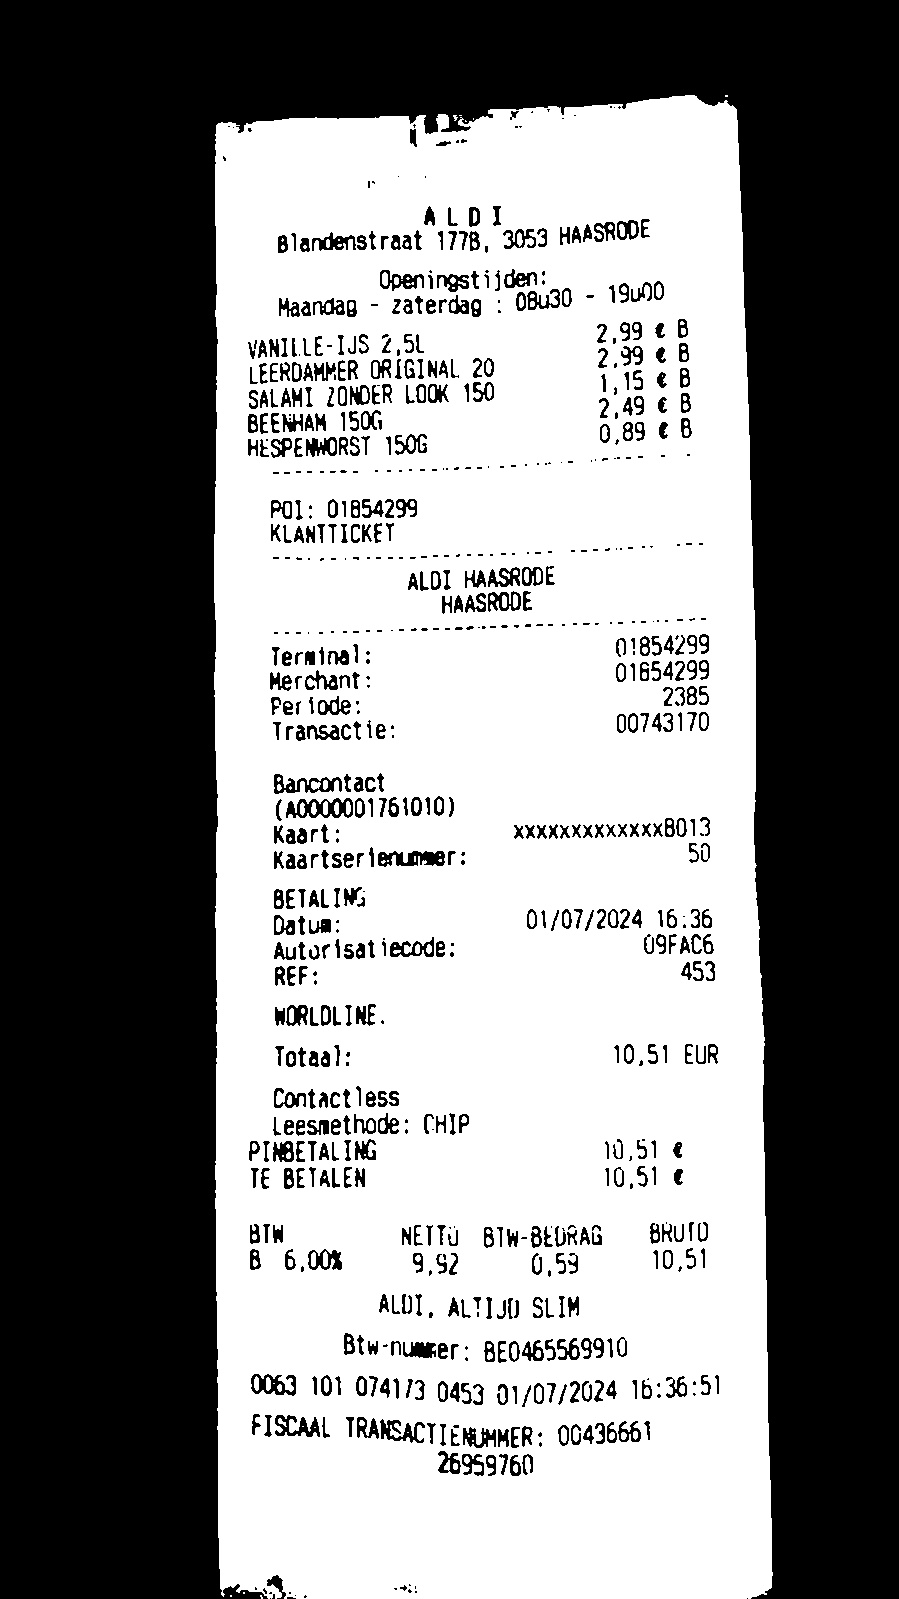 ALDI
Blandenstraat 177B, 3053 HAASRODE
Openingstijden:
Maandag - zaterdag : 08u30 - 19u00
VANILLE-IJS 2,5L 2,99 € B
LEERDAMMER ORIGINAL 20 2,99 € B
SALAMI ZONDER LOOK 150 1,15 € B
BEENHAM 150G 2,49 € B
HESPENWORST 150G 0,89 € B
POI: 01854299
KLANTTICKET
ALDI HAASRODE
HAASRODE
Terminal: 01854299
Merchant: 01854299
Periode: 2385
Transactie: 00743170
Bancontact
(A0000001761010)
Kaart: xxxxxxxxxxxxx8013
Kaartserienummer: 50
BETALING
Datum: 01/07/2024 16:36
Autorisatiecode: 09FAC6
REF: 453
WORLDLINE.
Totaal: 10,51 EUR
Contactless
Leesmethode: CHIP
PINBETALING 10,51 €
TE BETALEN 10,51 €
BTW NETTO BTW-BEDRAG BRUTO
B 6,00% 9,92 0,59 10,51
ALDI, ALTIJD SLIM
Btw-nummer: BE0465569910
0063 101 074173 0453 01/07/2024 16:36:51
FISCAAL TRANSACTIENUMMER: 00436661
26959760